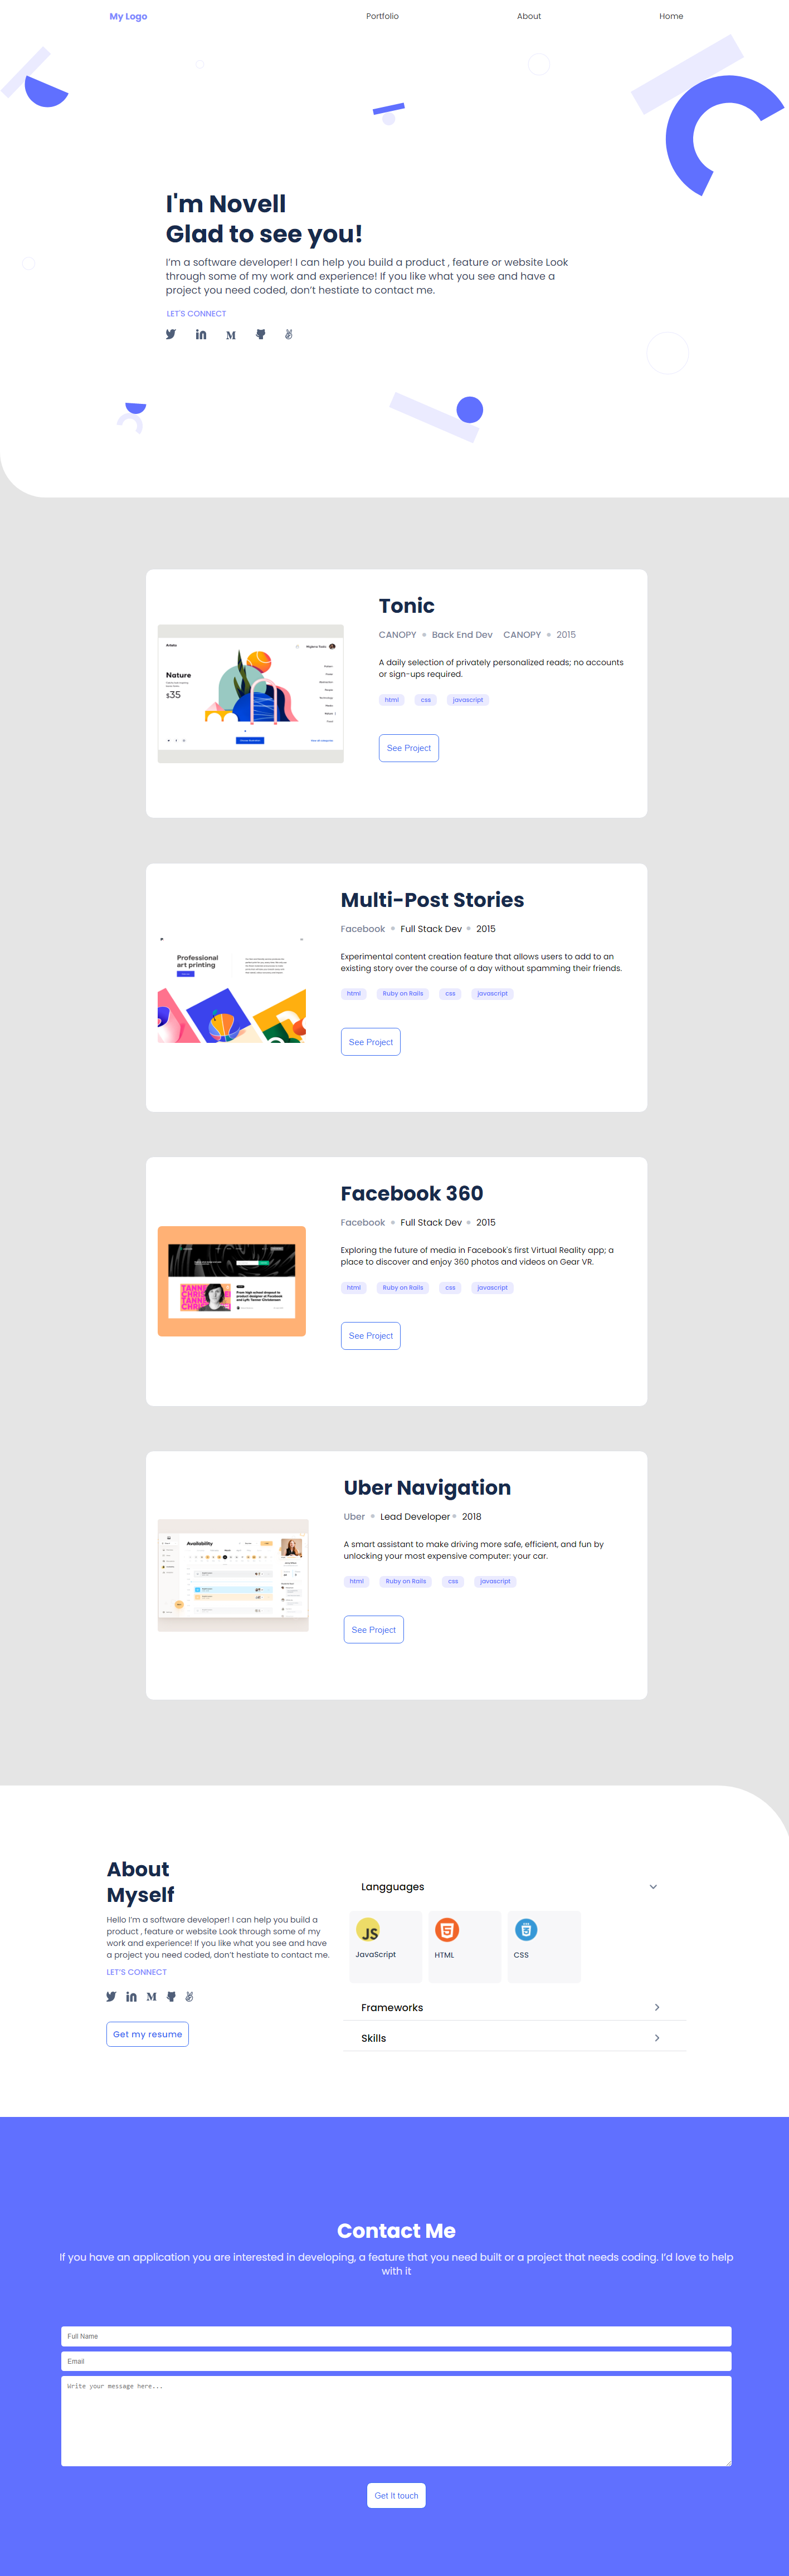 My Logo
Portfolio
About
Home
I'm Novell
Glad to see you!
I'm a software developer! I can help you build a product , feature or website Look
through some of my work and experience! If you like what you see and have a
project you need coded, don't hestiate to contact me.
LET'S CONNECT
Tonic
CANOPY Back End Dev CANOPY 2015
A daily selection of privately personalized reads; no accounts
or sign-ups required.
html css javascript
See Project
Nature
$35
Multi-Post Stories
Facebook Full Stack Dev 2015
Experimental content creation feature that allows users to add to an
existing story over the course of a day without spamming their friends.
html Ruby on Rails css javascript
See Project
Professional
art printing
Facebook 360
Facebook Full Stack Dev 2015
Exploring the future of media in Facebook's first Virtual Reality app; a
place to discover and enjoy 360 photos and videos on Gear VR.
html Ruby on Rails css javascript
See Project
Uber Navigation
Uber Lead Developer 2018
A smart assistant to make driving more safe, efficient, and fun by
unlocking your most expensive computer: your car.
html Ruby on Rails css javascript
See Project
Availability
About
Myself
Hello I'm a software developer! I can help you build a
product , feature or website Look through some of my
work and experience! If you like what you see and have
a project you need coded, don't hestiate to contact me.
LET'S CONNECT
Get my resume
Langguages
JavaScript
HTML
CSS
Frameworks
Skills
Contact Me
If you have an application you are interested in developing, a feature that you need built or a project that needs coding. I'd love to help
with it
Full Name
Email
Write your message here...
Get it touch